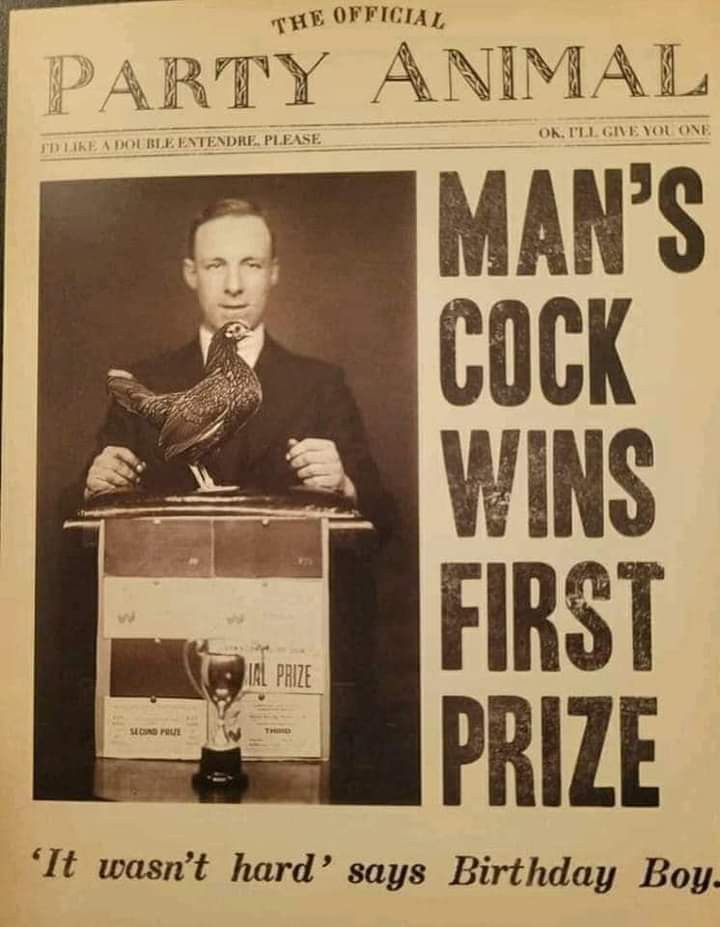 THE OFFICIAL
PARTY ANIMAL
I'D LIKE A DOUBLE ENTENDRE, PLEASE
OK, I'LL GIVE YOU ONE
MAN'S
COCK
WINS
FIRST
PRIZE
IAL PRIZE
SECOND PRIZE
THIRD
'It wasn't hard' says Birthday Boy.